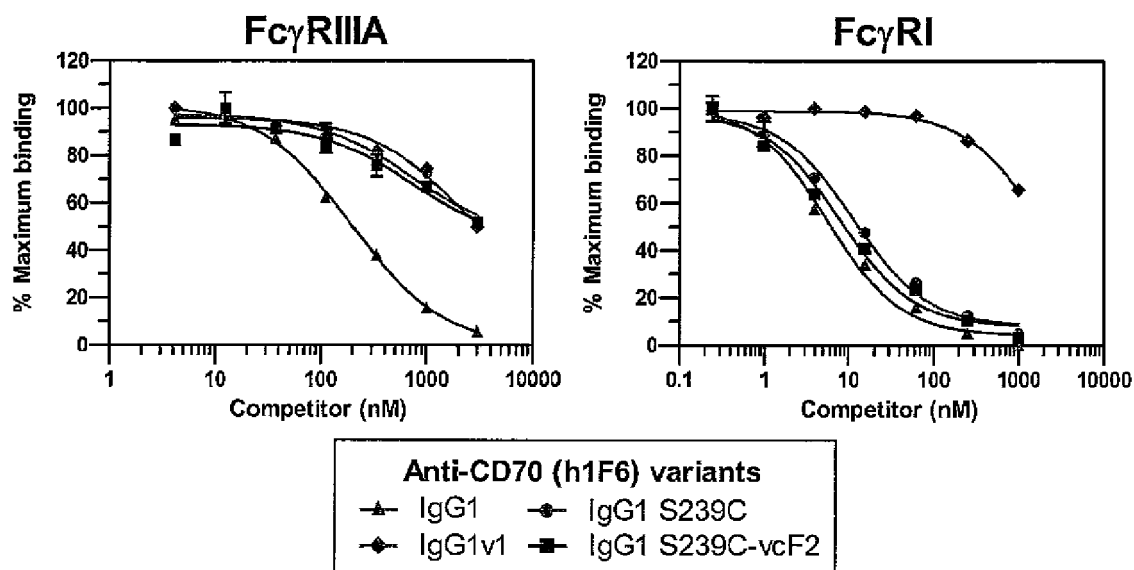 FcγRIIIA
% Maximum binding
120
100
80
60
40
20
0
1
10
100
1000
10000
Competitor (nM)
FcγRI
% Maximum binding
120
100
80
60
40
20
0
0.1
1
10
100
1000
10000
Competitor (nM)
Anti-CD70 (h1F6) variants
IgG1
IgG1 S239C
IgG1v1
IgG1 S239C-vcF2